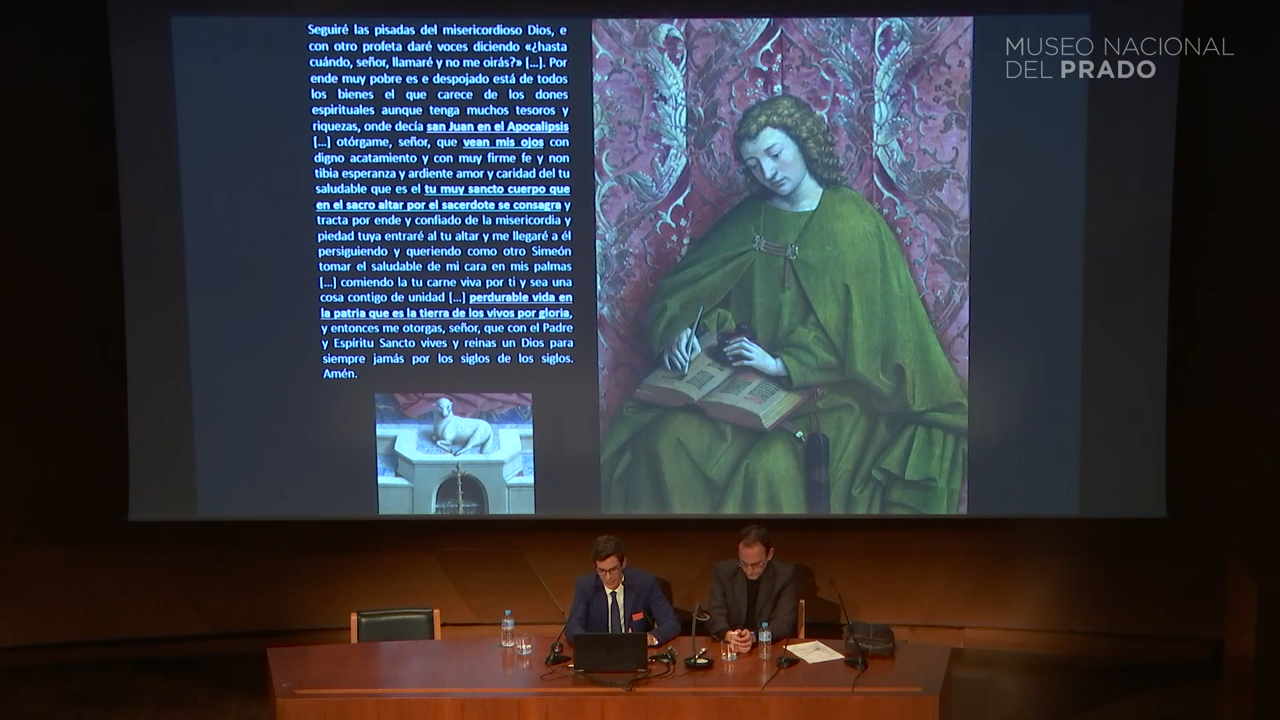 Seguiré las pisadas del misericordioso Dios, e
con otro profeta daré voces diciendo «¿hasta
cuándo, señor, llamaré y no me oirás?» [...]. Por
ende muy pobre es e despojado está de todos
los bienes el que carece de los dones
espirituales aunque tenga muchos tesoros y
riquezas, onde decía san Juan en el Apocalipsis
[...] otórgame, señor, que vean mis ojos con
digno acatamiento y con muy firme fe y non
tibia esperanza y ardiente amor y caridad del tu
saludable que es el tu muy sancto cuerpo que
en el sacro altar por el sacerdote se consagra y
tracta por ende y confiado de la misericordia y
piedad tuya entraré al tu altar y me llegaré a él
persiguiendo y queriendo como otro Simeón
tomar el saludable de mi cara en mis palmas
[...] comiendo la tu carne viva por ti y sea una
cosa contigo de unidad [...] perdurable vida en
la patria que es la tierra de los vivos por gloria,
y entonces me otorgas, señor, que con el Padre
y Espíritu Sancto vives y reinas un Dios para
siempre jamás por los siglos de los siglos.
Amén.
MUSEO NACIONAL
DEL PRADO